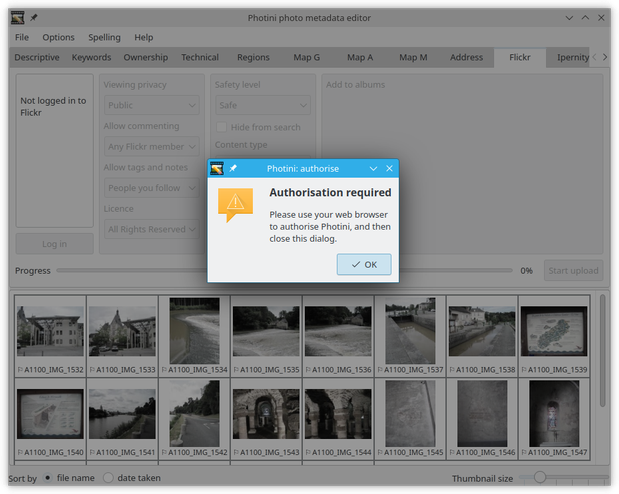 Photini photo metadata editor
File Options Spelling Help
Descriptive Keywords Ownership Technical Regions Map G Map A Map M Address Flickr Ipernity
Not logged in to
Flickr
Log in
Viewing privacy
Public
Allow commenting
Any Flickr member
Allow tags and notes
People you follow
Licence
All Rights Reserved
Safety level
Safe
Hide from search
Content type
Add to albums
Photini: authorise
Authorisation required
Please use your web browser
to authorise Photini, and then
close this dialog.
OK
Progress 0% Start upload
A1100_IMG_1532 A1100_IMG_1533 A1100_IMG_1534 A1100_IMG_1535 A1100_IMG_1536 A1100_IMG_1537 A1100_IMG_1538 A1100_IMG_1539
A1100_IMG_1540 A1100_IMG_1541 A1100_IMG_1542 A1100_IMG_1543 A1100_IMG_1544 A1100_IMG_1545 A1100_IMG_1546 A1100_IMG_1547
Sort by file name date taken Thumbnail size